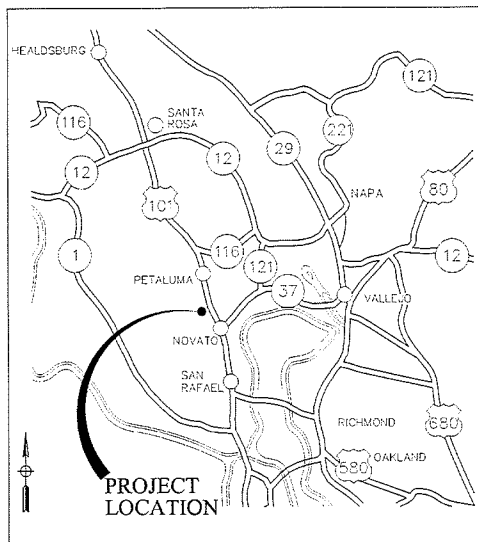 HEALDSBURG
121
116
SANTA
ROSA
221
12
29
12
NAPA
80
101
1
116
121
12
PETALUMA
37
VALLEJO
NOVATO
SAN
RAFAEL
RICHMOND
680
OAKLAND
580
PROJECT
LOCATION